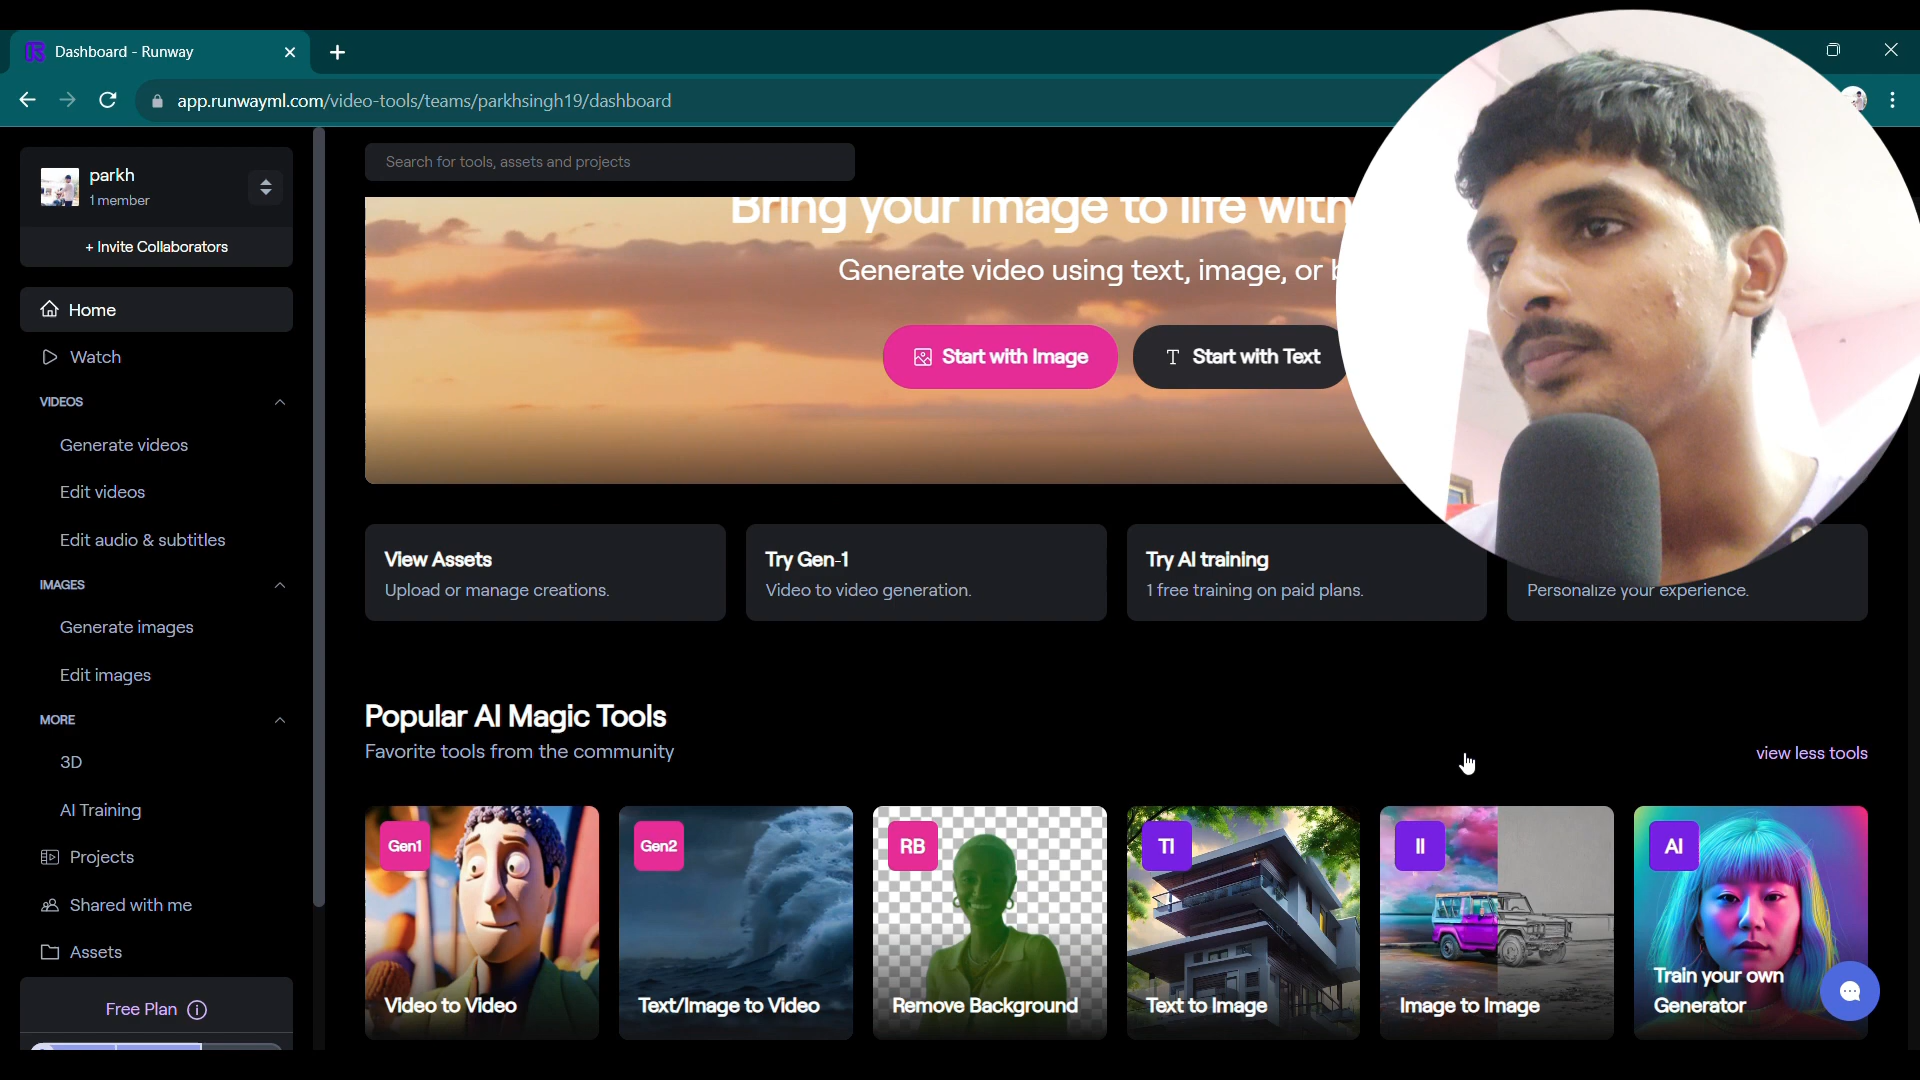 Dashboard - Runway
app.runwayml.com/video-tools/teams/parkhsingh19/dashboard
parkh
1 member
+ Invite Collaborators
Home
Watch
VIDEOS
Generate videos
Edit videos
Edit audio & subtitles
IMAGES
Generate images
Edit images
MORE
3D
AI Training
Projects
Shared with me
Assets
Free Plan
Search for tools, assets and projects
Bring your image to life with
Generate video using text, image, or
Start with Image
T Start with Text
View Assets
Upload or manage creations.
Try Gen-1
Video to video generation.
Try AI training
1 free training on paid plans.
Personalize your experience.
Popular AI Magic Tools
Favorite tools from the community
view less tools
Gen1
Video to Video
Gen2
Text/Image to Video
RB
Remove Background
TI
Text to Image
II
Image to Image
AI
Train your own
Generator